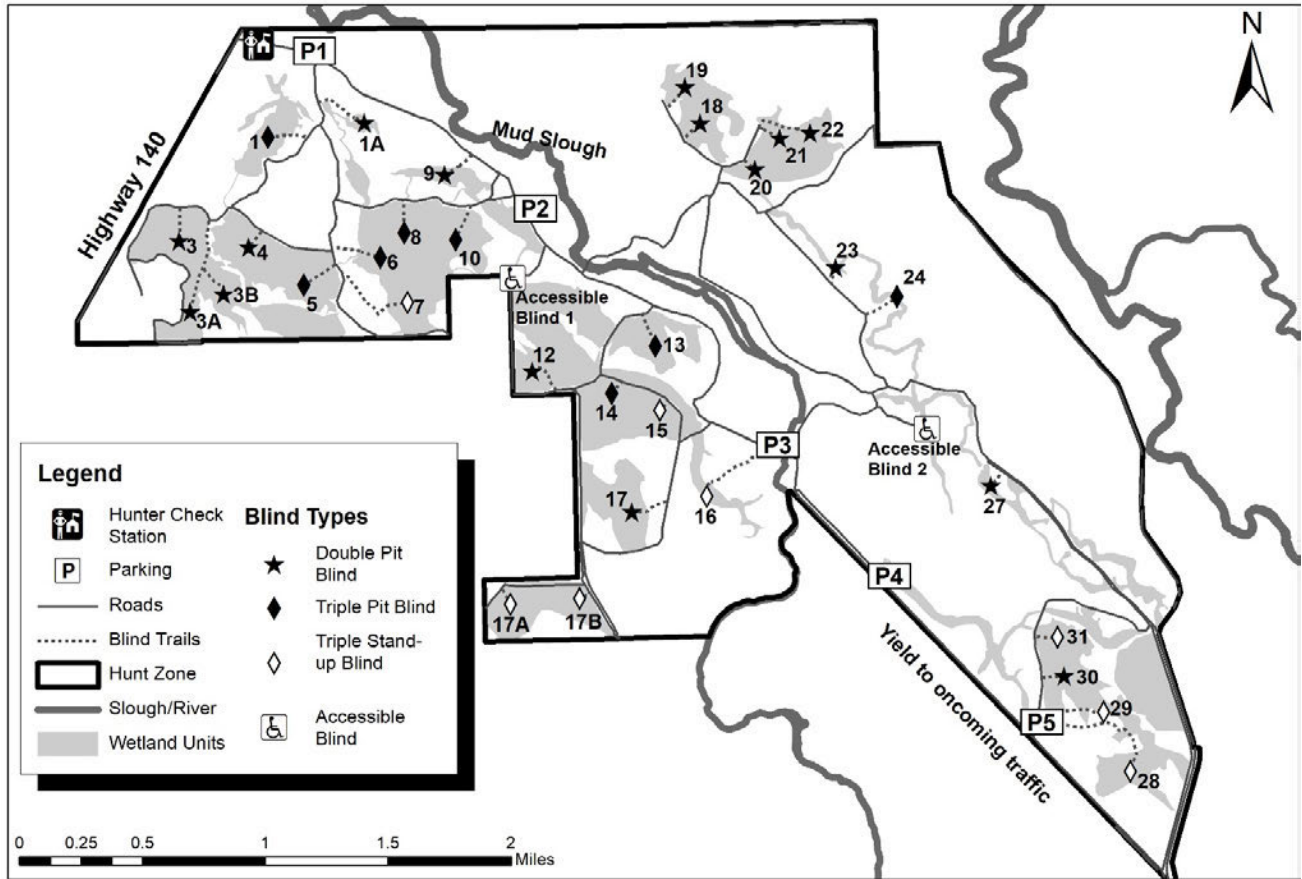 N
P1
19
18
22
21
20
1
1A
Mud Slough
9
Highway 140
P2
3
4
8
10
6
23
24
3B
5
7
3A
Accessible
Blind 1
13
12
14
15
P3
Accessible
Blind 2
17
16
27
P4
17A
17B
Yield to oncoming traffic
31
30
29
P5
28
Legend
Hunter Check
Station
P
Parking
Roads
Blind Trails
Hunt Zone
Slough/River
Wetland Units
Blind Types
Double Pit
Blind
Triple Pit Blind
Triple Stand-
up Blind
Accessible
Blind
0 0.25 0.5 1 1.5 2
Miles